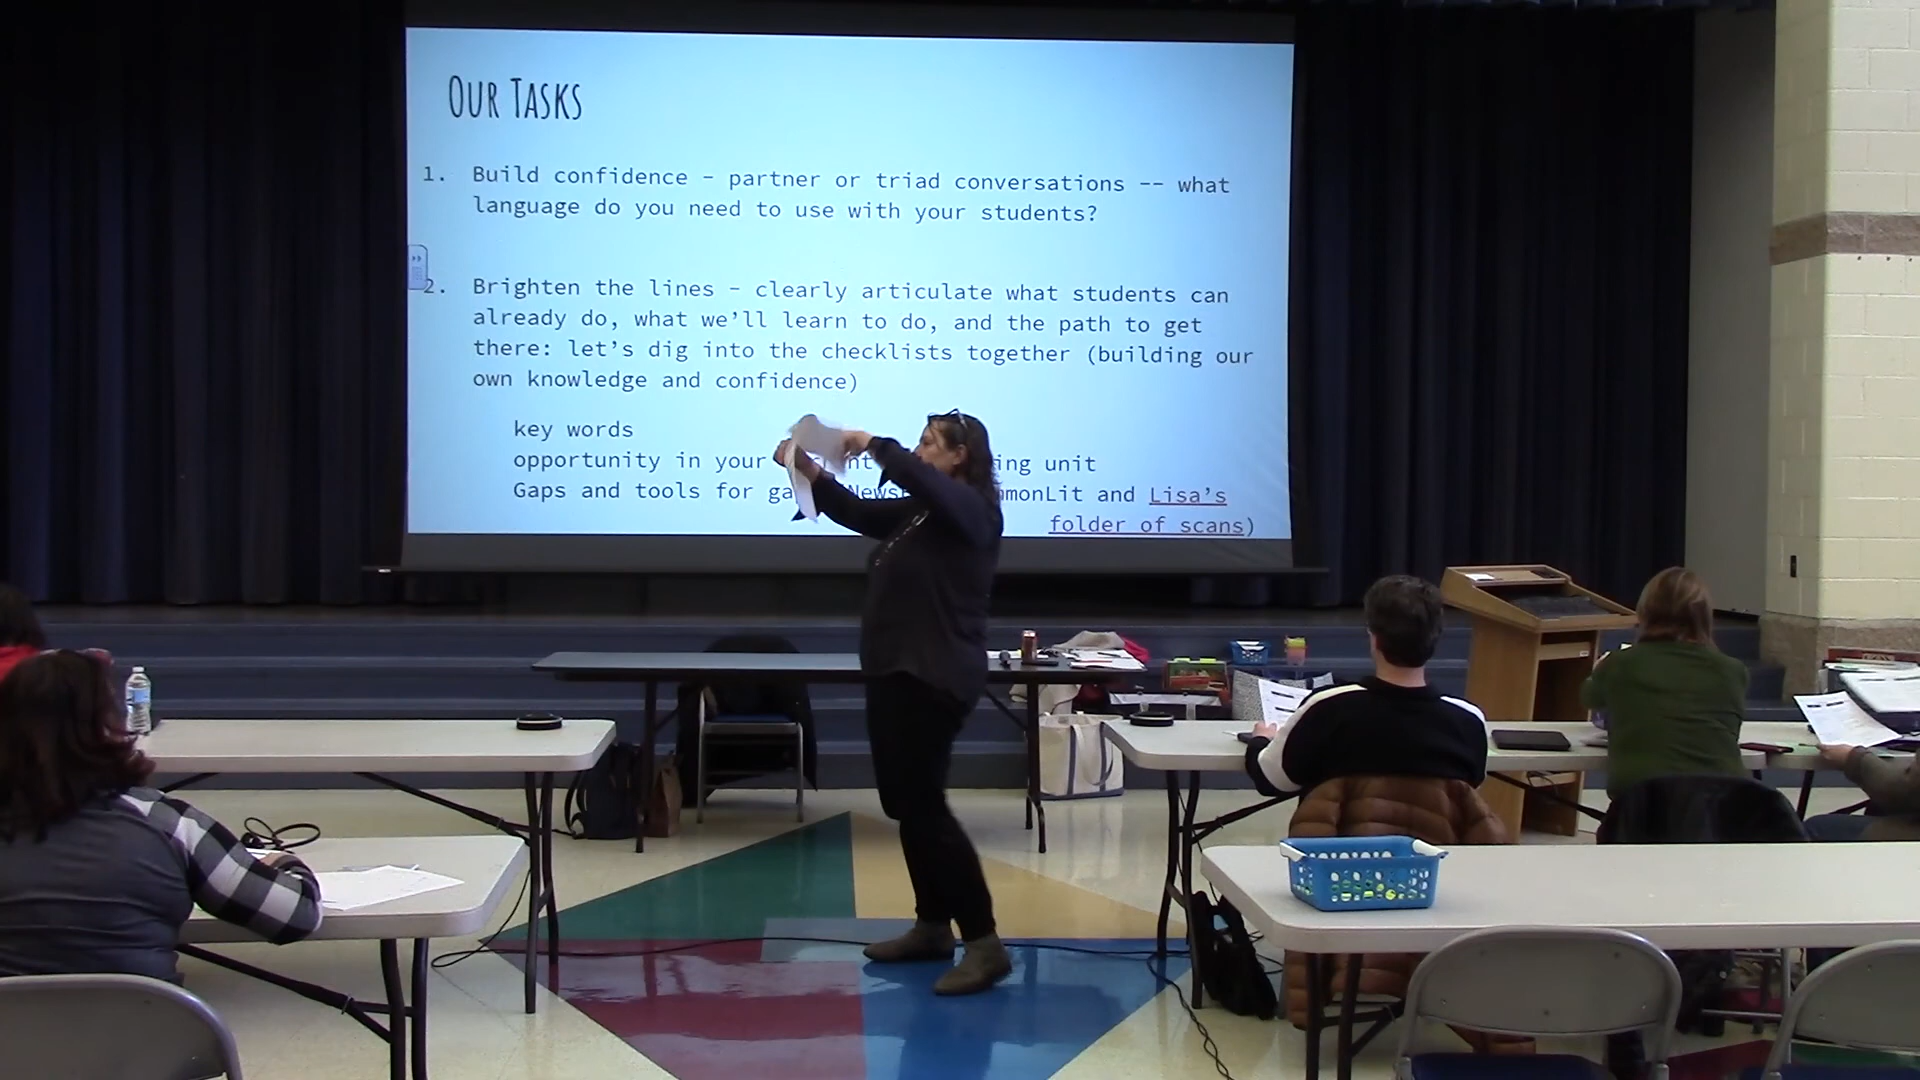 Our Tasks
1. Build confidence – partner or triad conversations -- what
language do you need to use with your students?
2. Brighten the lines – clearly articulate what students can
already do, what we'll learn to do, and the path to get
there: let's dig into the checklists together (building our
own knowledge and confidence)
key words
opportunity in your ing unit
Gaps and tools for and Lisa's
folder of scans)